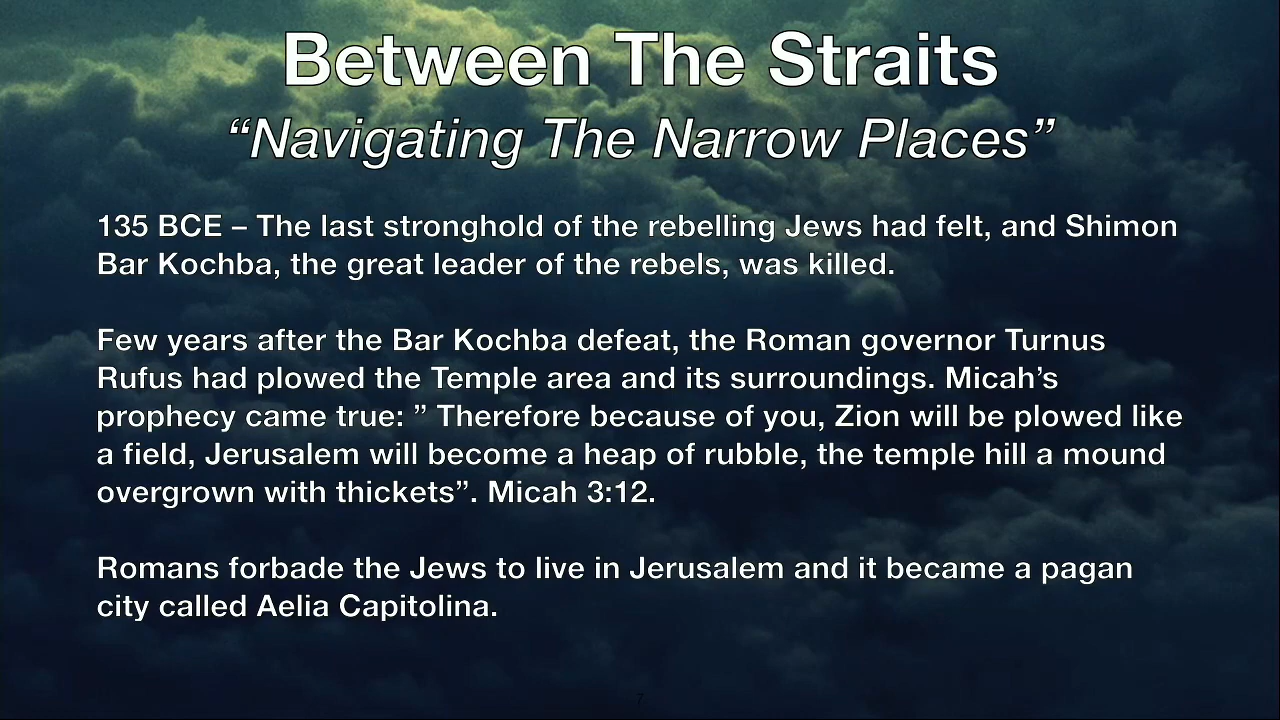 Between The Straits
“Navigating The Narrow Places”
135 BCE – The last stronghold of the rebelling Jews had felt, and Shimon
Bar Kochba, the great leader of the rebels, was killed.
Few years after the Bar Kochba defeat, the Roman governor Turnus
Rufus had plowed the Temple area and its surroundings. Micah’s
prophecy came true: ” Therefore because of you, Zion will be plowed like
a field, Jerusalem will become a heap of rubble, the temple hill a mound
overgrown with thickets”. Micah 3:12.
Romans forbade the Jews to live in Jerusalem and it became a pagan
city called Aelia Capitolina.
7